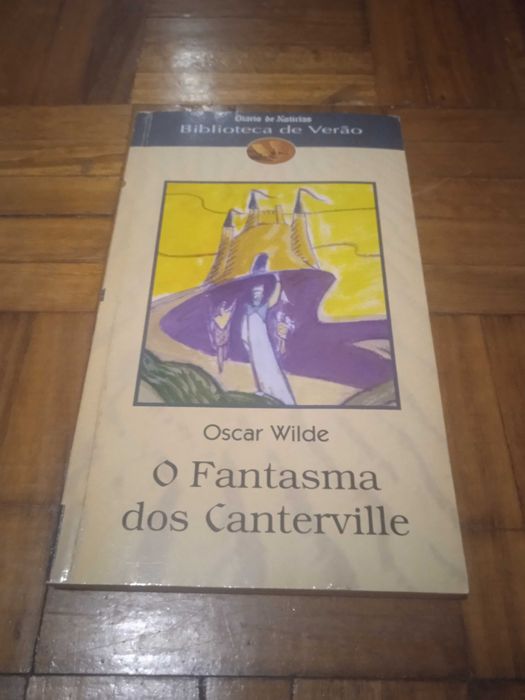 Diário de Notícias
Biblioteca de Verão
Oscar Wilde
O Fantasma
dos Canterville